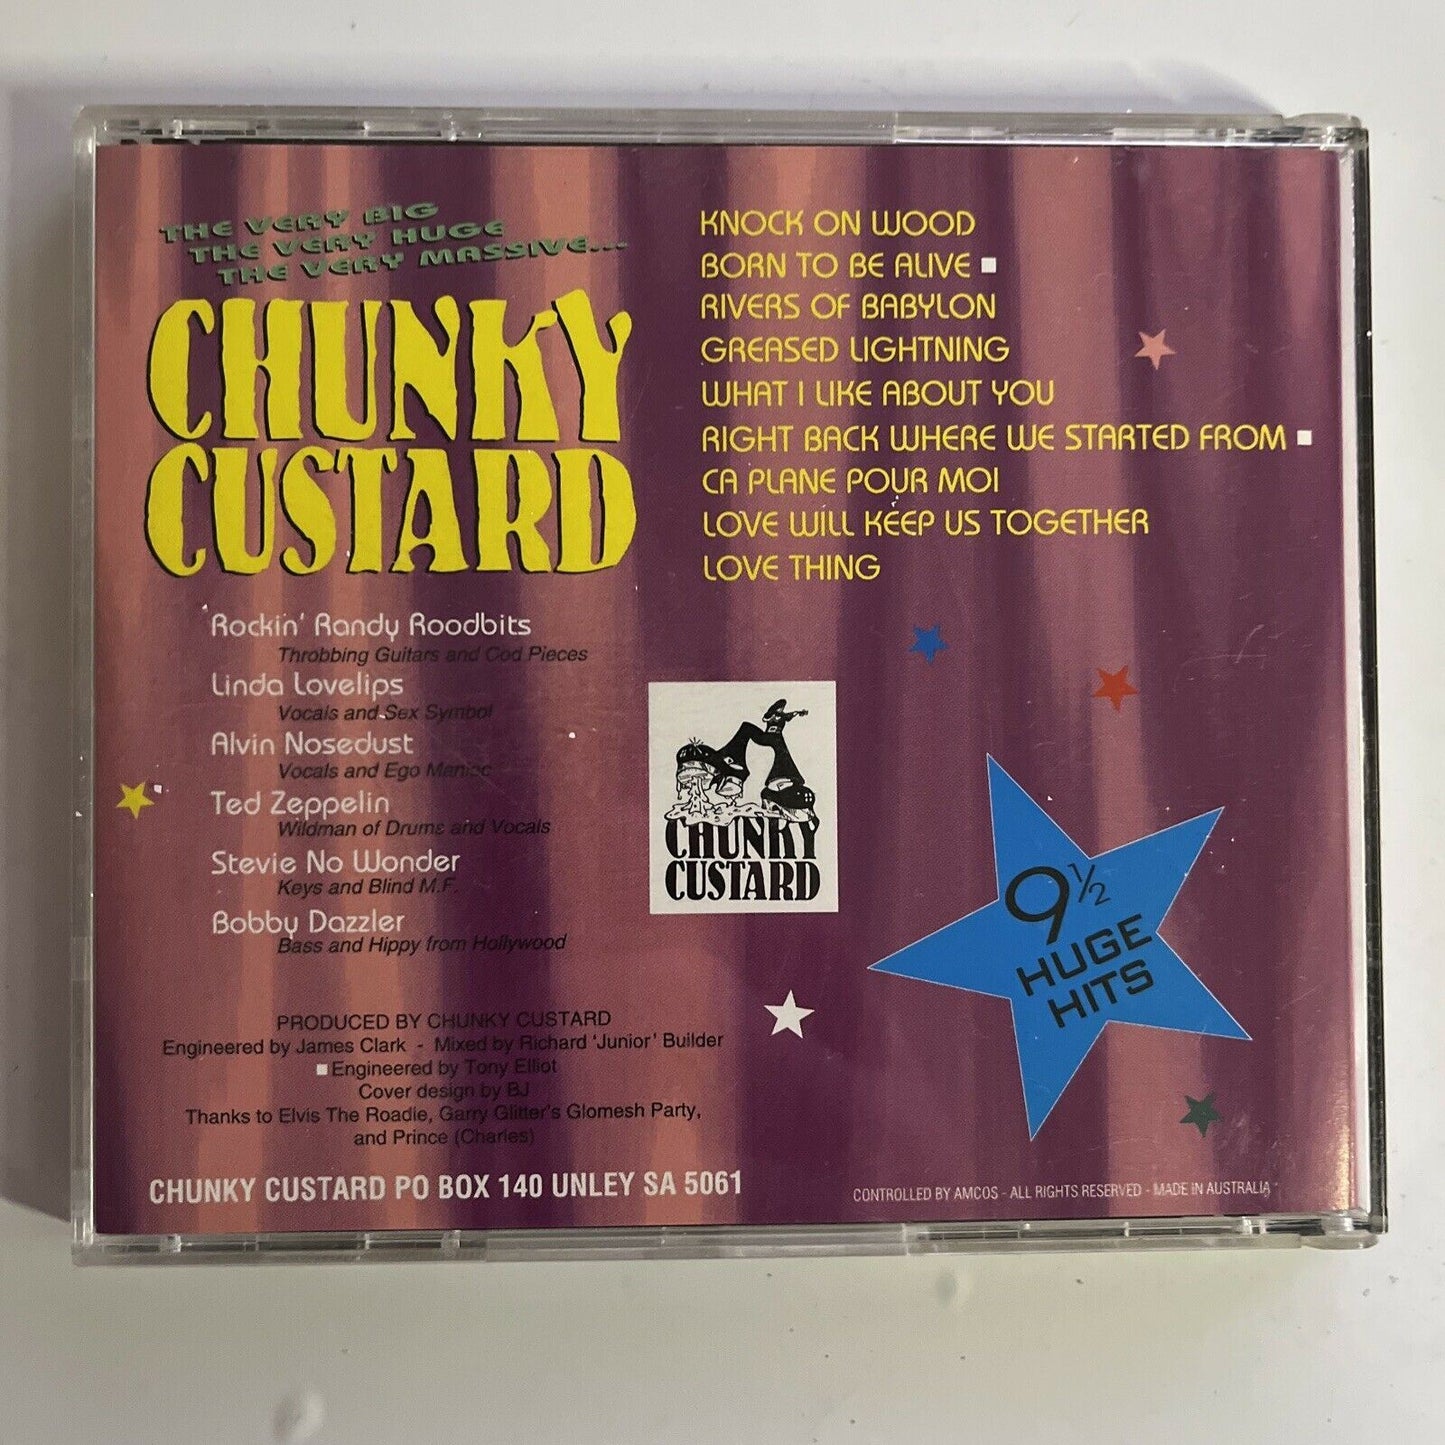 THE VERY BIG
THE VERY HUGE
THE VERY MASSIVE...
CHUNKY
CUSTARD
Rockin' Randy Roodbits
Throbbing Guitars and Cod Pieces
Linda Lovelips
Vocals and Sex Symbol
Alvin Nosedust
Vocals and Ego Maniac
Ted Zeppelin
Wildman of Drums and Vocals
Stevie No Wonder
Keys and Blind M.F.
Bobby Dazzler
Bass and Hippy from Hollywood
PRODUCED BY CHUNKY CUSTARD
Engineered by James Clark - Mixed by Richard 'Junior' Builder
■ Engineered by Tony Elliot
Cover design by BJ
Thanks to Elvis The Roadie, Garry Glitter's Glomesh Party,
and Prince (Charles)
CHUNKY CUSTARD PO BOX 140 UNLEY SA 5061
KNOCK ON WOOD
BORN TO BE ALIVE ■
RIVERS OF BABYLON
GREASED LIGHTNING
WHAT I LIKE ABOUT YOU
RIGHT BACK WHERE WE STARTED FROM ■
CA PLANE POUR MOI
LOVE WILL KEEP US TOGETHER
LOVE THING
CHUNKY
CUSTARD
9½
HUGE
HITS
CONTROLLED BY AMCOS - ALL RIGHTS RESERVED - MADE IN AUSTRALIA